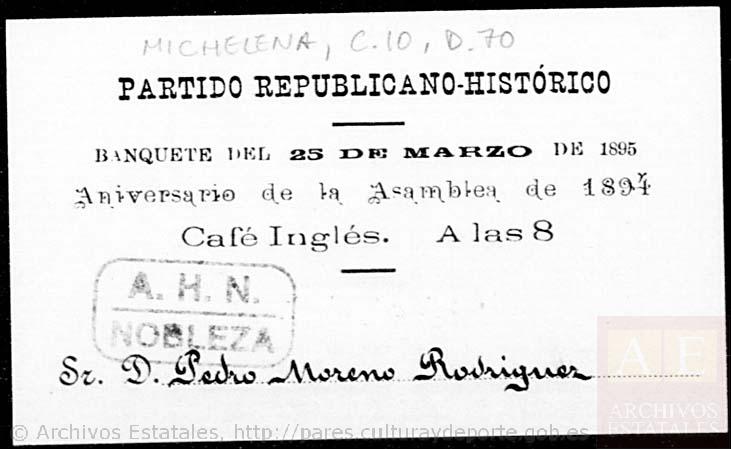 MICHELENA, C.10, D.70
PARTIDO REPUBLICANO-HISTÓRICO
BANQUETE DEL 25 DE MARZO DE 1895
Aniversario de la Asamblea de 1894
Café Inglés. A las 8
A. H. N.
NOBLEZA
Sr. D. Pedro Moreno Rodriguez
A E
ARCHIVOS
ESTATALES
© Archivos Estatales, http://pares.culturaydeporte.gob.es